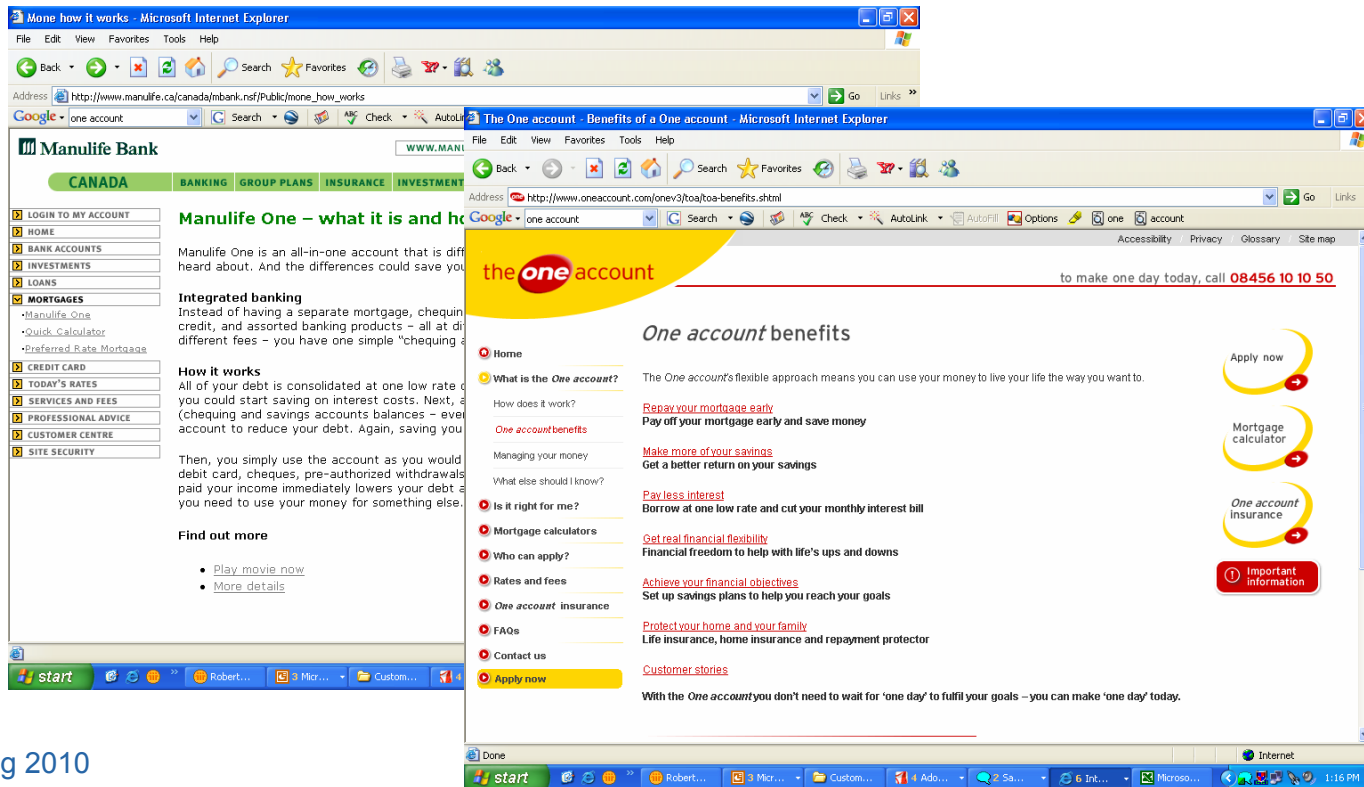 Mone how it works - Microsoft Internet Explorer
File Edit View Favorites Tools Help
Back Search Favorites
Address http://www.manulife.ca/canada/mbank.nsf/Public/mone_how_works Go Links »
Google one account Search Check AutoLi
Manulife Bank
WWW.MANU
CANADA
BANKING GROUP PLANS INSURANCE INVESTMENT
LOGIN TO MY ACCOUNT
HOME
BANK ACCOUNTS
INVESTMENTS
LOANS
MORTGAGES
•Manulife One
•Quick Calculator
•Preferred Rate Mortgage
CREDIT CARD
TODAY'S RATES
SERVICES AND FEES
PROFESSIONAL ADVICE
CUSTOMER CENTRE
SITE SECURITY
Manulife One – what it is and ho
Manulife One is an all-in-one account that is diff
heard about. And the differences could save you
Integrated banking
Instead of having a separate mortgage, chequin
credit, and assorted banking products – all at di
different fees – you have one simple "chequing a
How it works
All of your debt is consolidated at one low rate o
you could start saving on interest costs. Next, a
(chequing and savings accounts balances – eve
account to reduce your debt. Again, saving you
Then, you simply use the account as you would
debit card, cheques, pre-authorized withdrawals
paid your income immediately lowers your debt a
you need to use your money for something else.
Find out more
• Play movie now
• More details
start » Robert... 3 Micr... Custom... 4
The One account - Benefits of a One account - Microsoft Internet Explorer
File Edit View Favorites Tools Help
Back Search Favorites
Address http://www.oneaccount.com/onev3/toa/toa-benefits.shtml Go Links
Google one account Search Check AutoLink AutoFill Options one account
Accessibility Privacy Glossary Site map
the one account
to make one day today, call 08456 10 10 50
Home
What is the One account?
How does it work?
One account benefits
Managing your money
What else should I know?
Is it right for me?
Mortgage calculators
Who can apply?
Rates and fees
One account insurance
FAQs
Contact us
Apply now
One account benefits
The One account's flexible approach means you can use your money to live your life the way you want to.
Repay your mortgage early
Pay off your mortgage early and save money
Make more of your savings
Get a better return on your savings
Pay less interest
Borrow at one low rate and cut your monthly interest bill
Get real financial flexibility
Financial freedom to help with life's ups and downs
Achieve your financial objectives
Set up savings plans to help you reach your goals
Protect your home and your family
Life insurance, home insurance and repayment protector
Customer stories
With the One account you don't need to wait for 'one day' to fulfil your goals – you can make 'one day' today.
Apply now
Mortgage
calculator
One account
insurance
Important
information
Done Internet
start » Robert... 3 Micr... Custom... 4 Ado... 2 Sa... 6 Int... Microso... 1:16 PM
g 2010